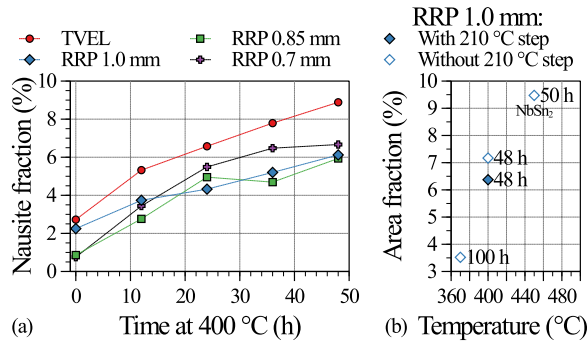 RRP 1.0 mm:
TVEL
RRP 0.85 mm
With 210 °C step
RRP 1.0 mm
RRP 0.7 mm
Without 210 °C step
Nausite fraction (%)
10
8
6
4
2
0
0
10
20
30
40
50
(a)
Time at 400 °C (h)
Area fraction (%)
10
9
8
7
6
5
4
3
50 h
NbSn₂
48 h
48 h
100 h
360
400
440
480
(b)
Temperature (°C)